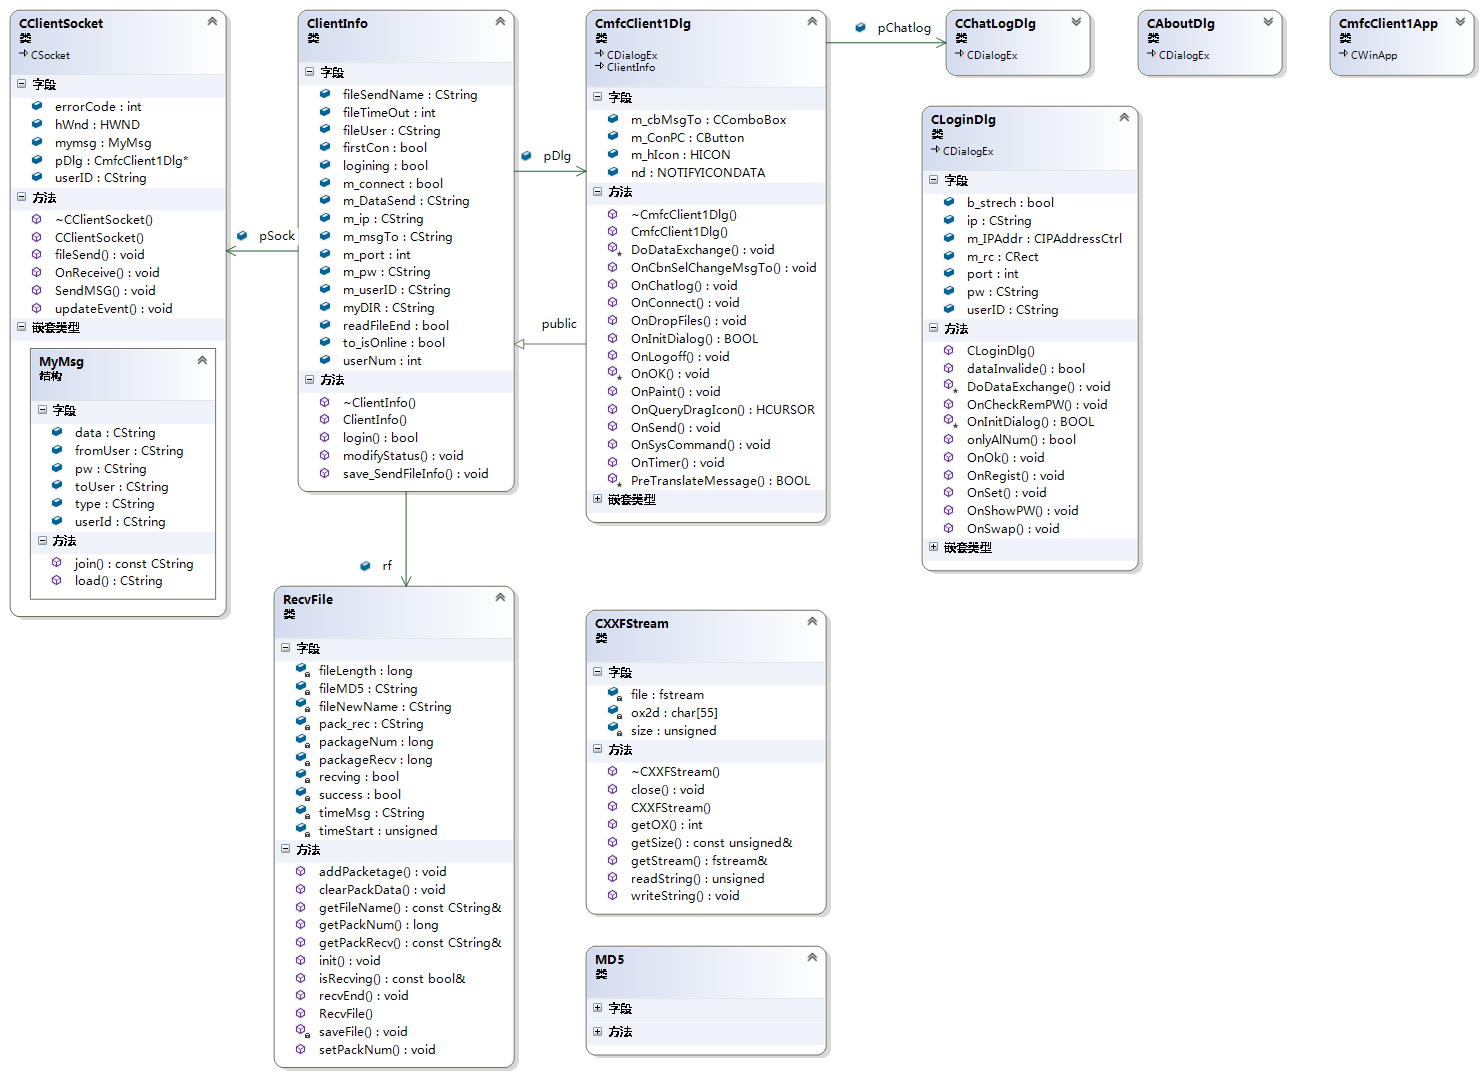 CClientSocket
类
CSocket
字段
errorCode : int
hWnd : HWND
mymsg : MyMsg
pDlg : CmfcClient1Dlg*
userID : CString
方法
~CClientSocket()
CClientSocket()
fileSend() : void
OnReceive() : void
SendMSG() : void
updateEvent() : void
嵌套类型
MyMsg
结构
字段
data : CString
fromUser : CString
pw : CString
toUser : CString
type : CString
userId : CString
方法
join() : const CString
load() : CString
pSock
ClientInfo
类
字段
fileSendName : CString
fileTimeOut : int
fileUser : CString
firstCon : bool
logining : bool
m_connect : bool
m_DataSend : CString
m_ip : CString
m_msgTo : CString
m_port : int
m_pw : CString
m_userID : CString
myDIR : CString
readFileEnd : bool
to_isOnline : bool
userNum : int
方法
~ClientInfo()
ClientInfo()
login() : bool
modifyStatus() : void
save_SendFileInfo() : void
pDlg
public
rf
RecvFile
类
字段
fileLength : long
fileMD5 : CString
fileNewName : CString
pack_rec : CString
packageNum : long
packageRecv : long
recving : bool
success : bool
timeMsg : CString
timeStart : unsigned
方法
addPacketage() : void
clearPackData() : void
getFileName() : const CString&
getPackNum() : long
getPackRecv() : const CString&
init() : void
isRecving() : const bool&
recvEnd() : void
RecvFile()
saveFile() : void
setPackNum() : void
CmfcClient1Dlg
类
CDialogEx
ClientInfo
字段
m_cbMsgTo : CComboBox
m_ConPC : CButton
m_hIcon : HICON
nd : NOTIFYICONDATA
方法
~CmfcClient1Dlg()
CmfcClient1Dlg()
DoDataExchange() : void
OnCbnSelChangeMsgTo() : void
OnChatlog() : void
OnConnect() : void
OnDropFiles() : void
OnInitDialog() : BOOL
OnLogoff() : void
OnOK() : void
OnPaint() : void
OnQueryDragIcon() : HCURSOR
OnSend() : void
OnSysCommand() : void
OnTimer() : void
PreTranslateMessage() : BOOL
嵌套类型
CXXFStream
类
字段
file : fstream
ox2d : char[55]
size : unsigned
方法
~CXXFStream()
close() : void
CXXFStream()
getOX() : int
getSize() : const unsigned&
getStream() : fstream&
readString() : unsigned
writeString() : void
MD5
类
字段
方法
pChatlog
CChatLogDlg
类
CDialogEx
CAboutDlg
类
CDialogEx
CmfcClient1App
类
CWinApp
CLoginDlg
类
CDialogEx
字段
b_strech : bool
ip : CString
m_IPAddr : CIPAddressCtrl
m_rc : CRect
port : int
pw : CString
userID : CString
方法
CLoginDlg()
dataInvalide() : bool
DoDataExchange() : void
OnCheckRemPW() : void
OnInitDialog() : BOOL
onlyAlNum() : bool
OnOk() : void
OnRegist() : void
OnSet() : void
OnShowPW() : void
OnSwap() : void
嵌套类型